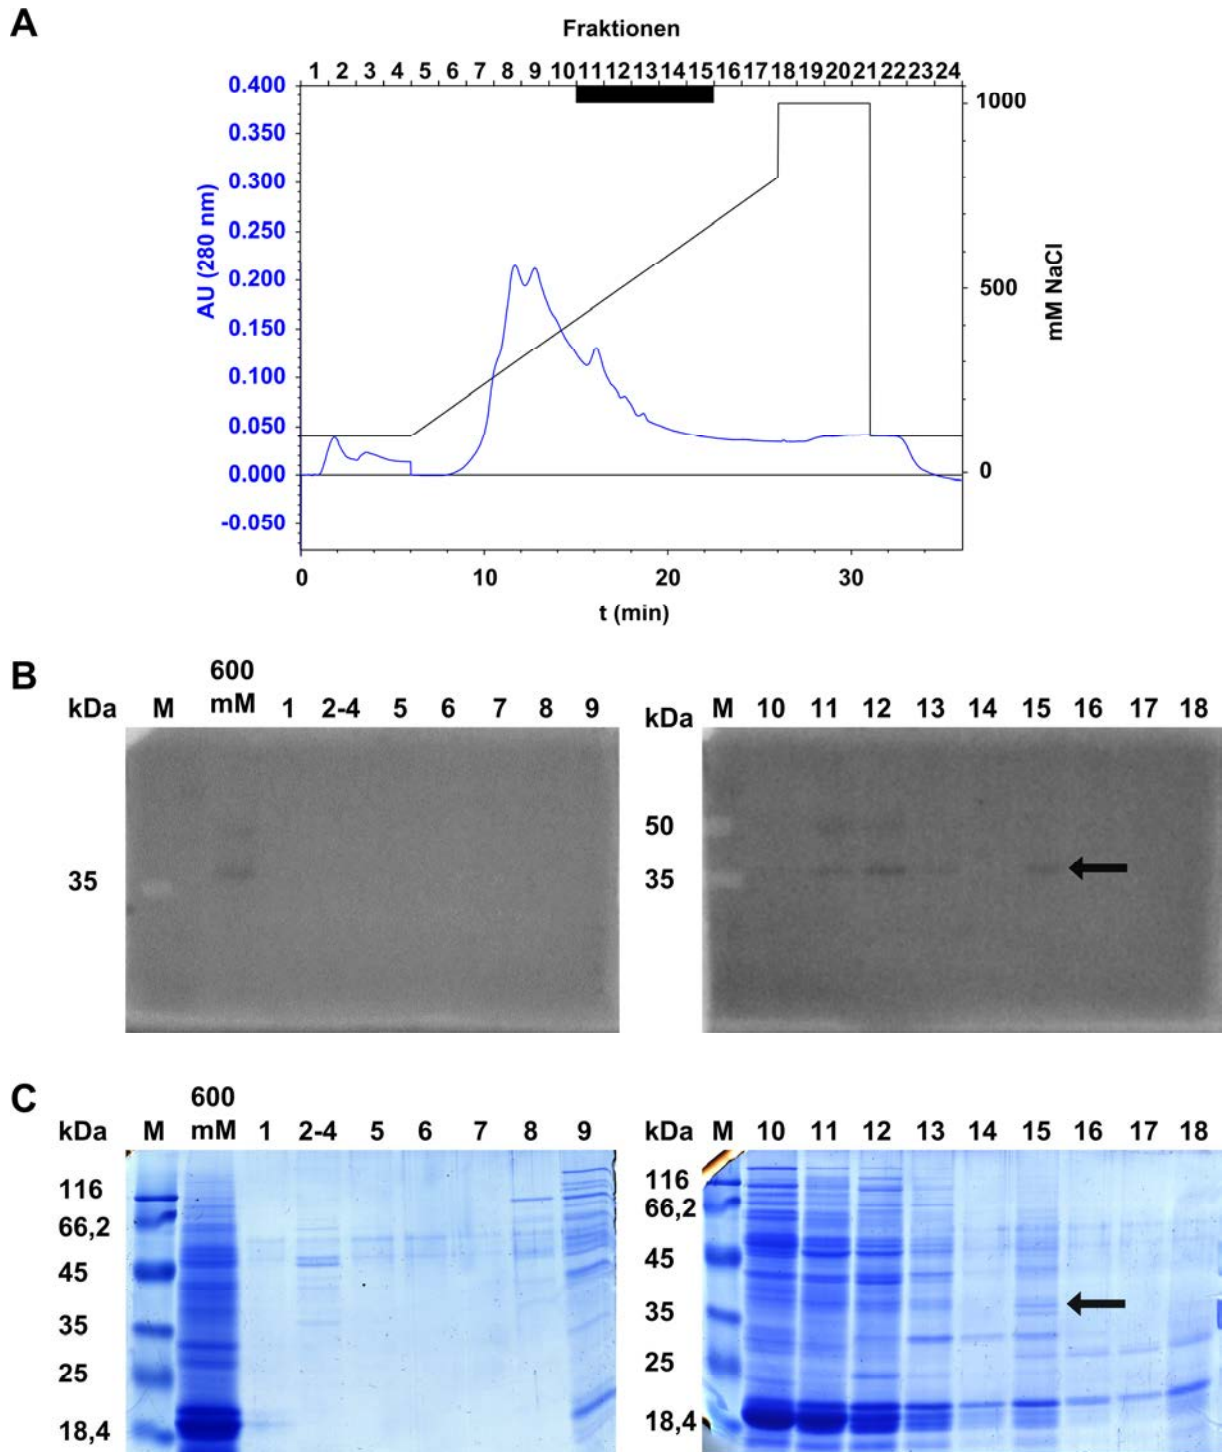 A
Fraktionen
1 2 3 4 5 6 7 8 9 10 11 12 13 14 15 16 17 18 19 20 21 22 23 24
0.400
0.350
0.300
0.250
0.200
0.150
0.100
0.050
0.000
-0.050
AU (280 nm)
1000
500
0
mM NaCl
0 10 20 30
t (min)
B
600
kDa M mM 1 2-4 5 6 7 8 9
35
kDa M 10 11 12 13 14 15 16 17 18
50
35
C
600
kDa M mM 1 2-4 5 6 7 8 9
116
66,2
45
35
25
18,4
kDa M 10 11 12 13 14 15 16 17 18
116
66,2
45
35
25
18,4